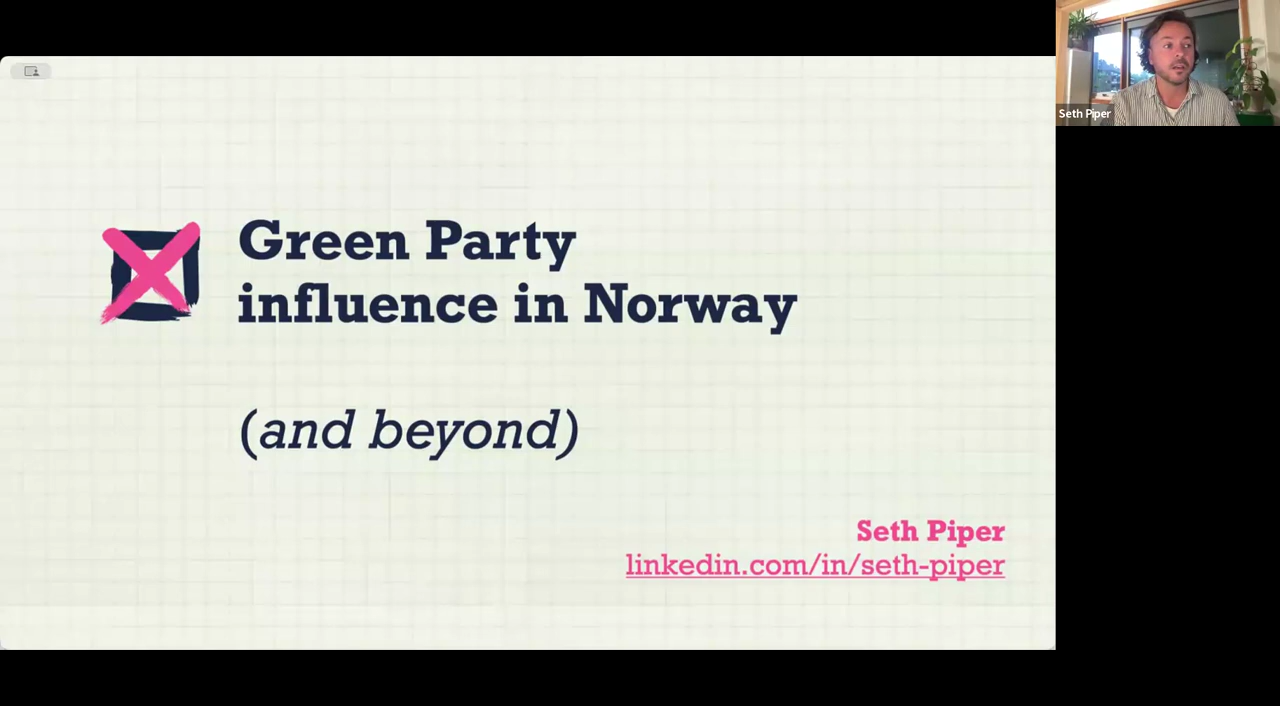 Green Party
influence in Norway
(and beyond)
Seth Piper
linkedin.com/in/seth-piper
Seth Piper